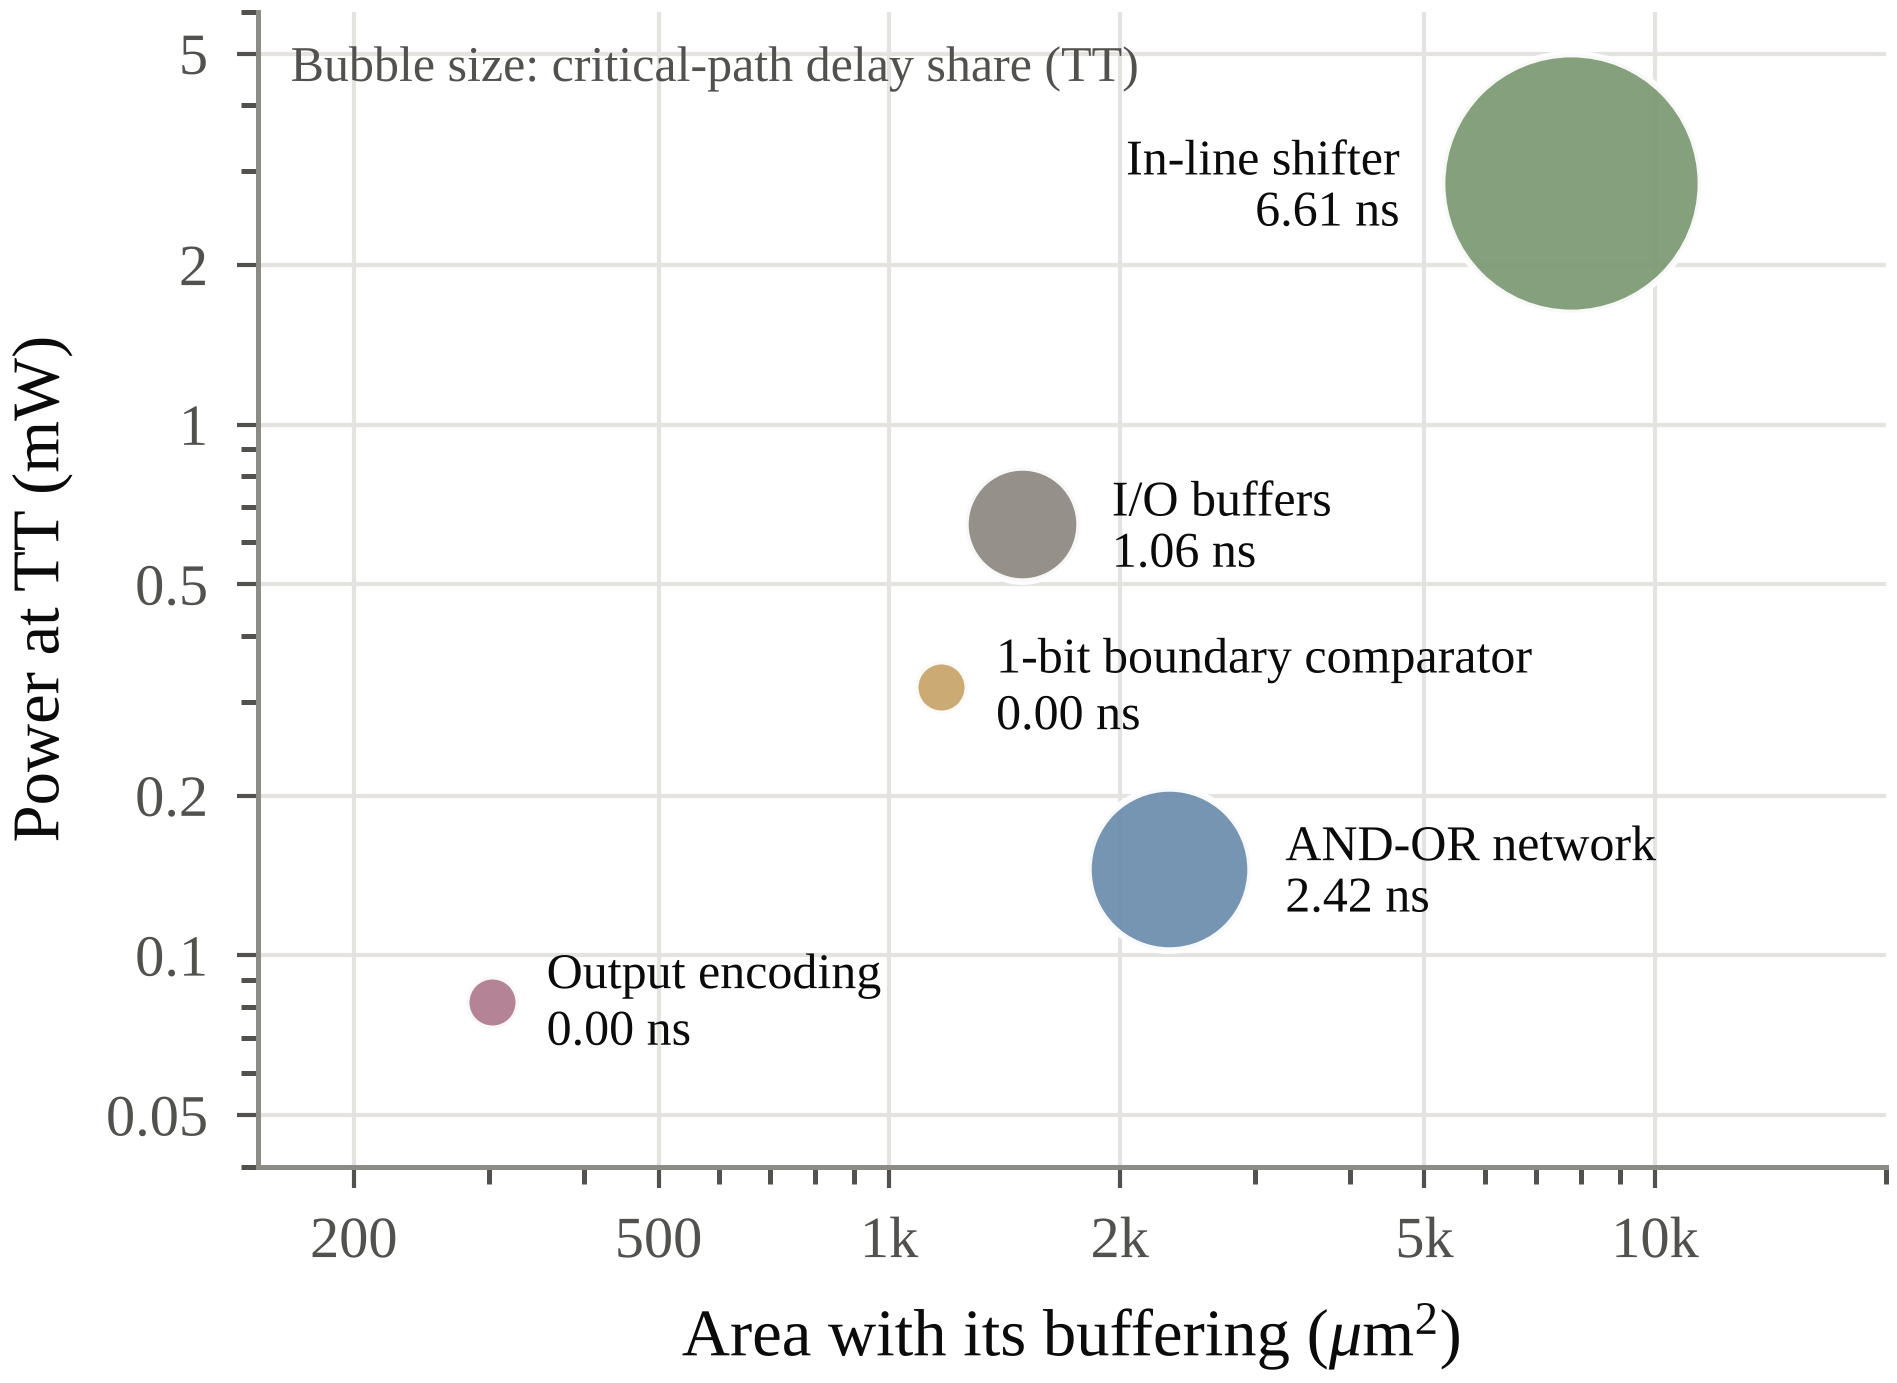 Bubble size: critical-path delay share (TT)
In-line shifter
6.61 ns
I/O buffers
1.06 ns
1-bit boundary comparator
0.00 ns
AND-OR network
2.42 ns
Output encoding
0.00 ns
Power at TT (mW)
5
2
1
0.5
0.2
0.1
0.05
200 500 1k 2k 5k 10k
Area with its buffering (μm²)